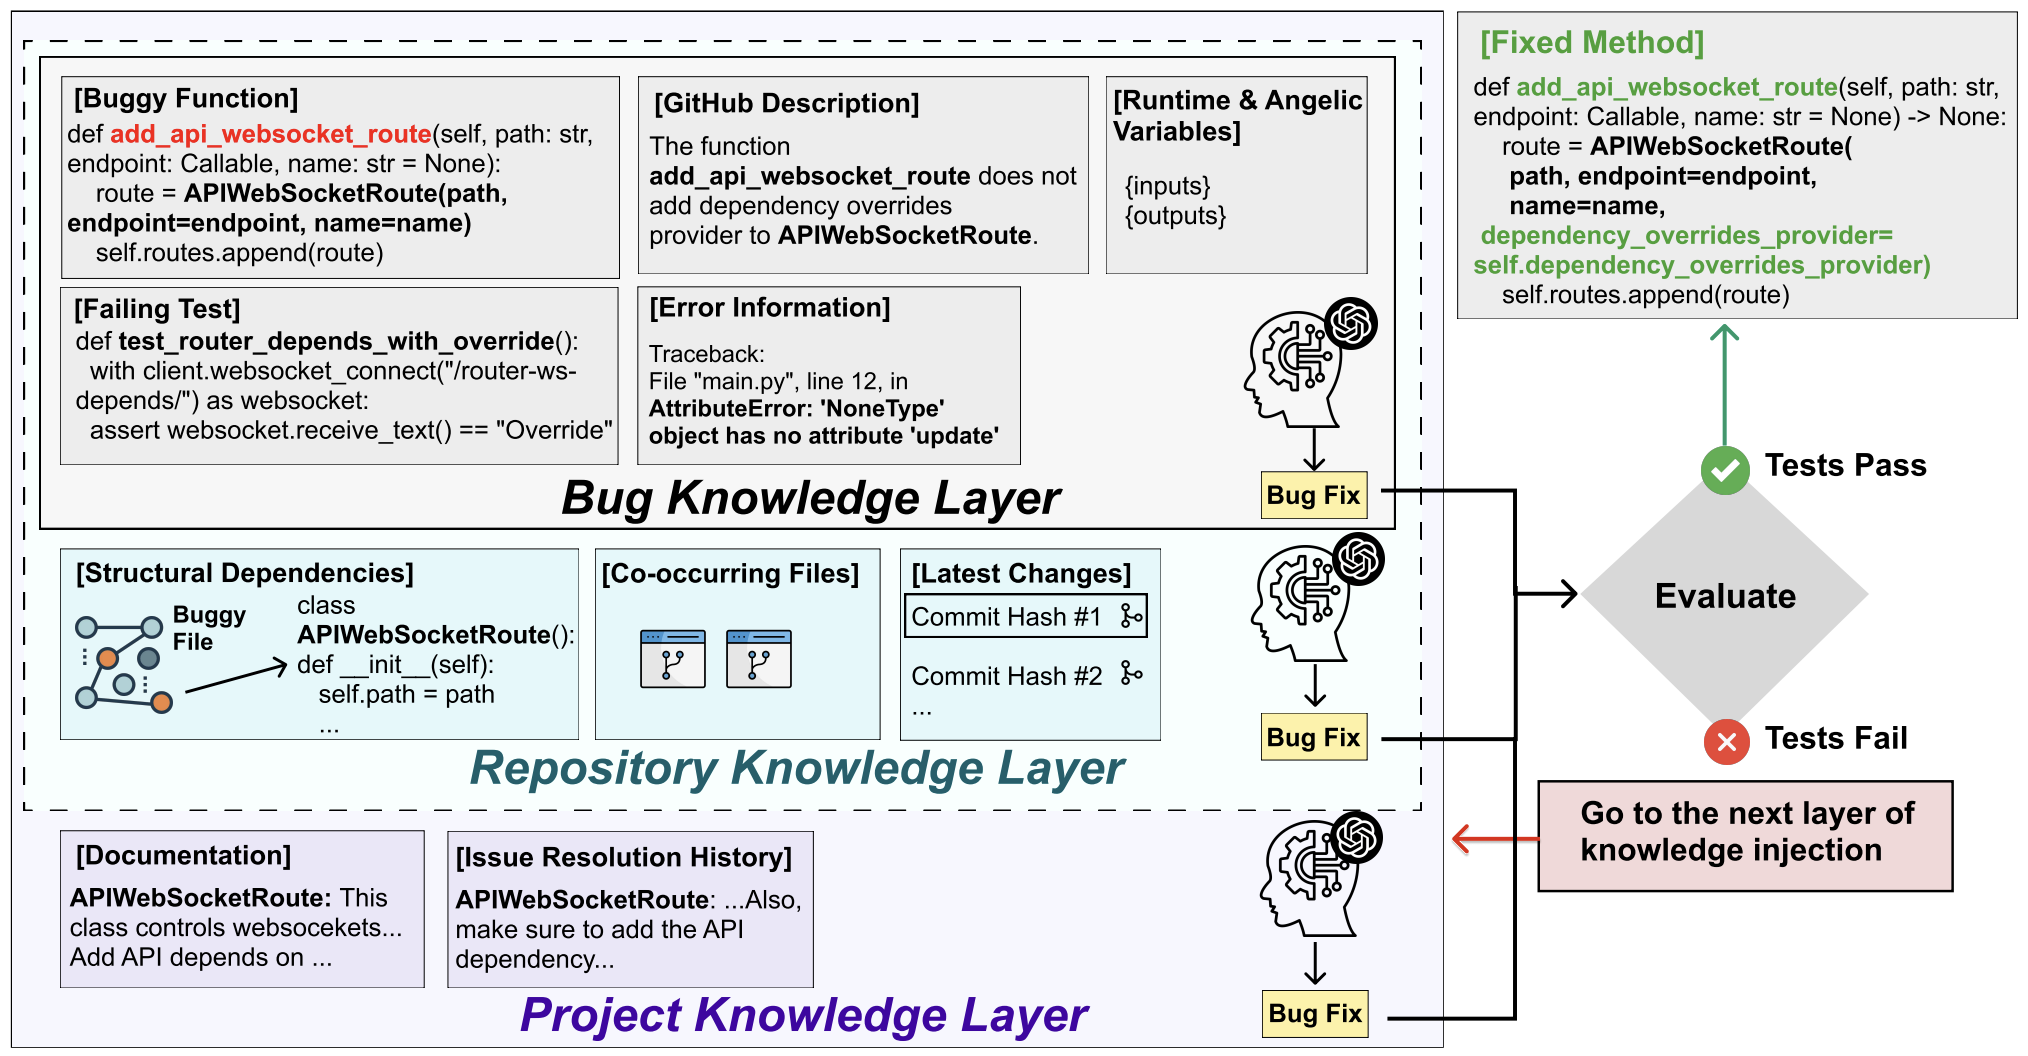 [Buggy Function]
def add_api_websocket_route(self, path: str,
endpoint: Callable, name: str = None):
route = APIWebSocketRoute(path,
endpoint=endpoint, name=name)
self.routes.append(route)
[GitHub Description]
The function
add_api_websocket_route does not
add dependency overrides
provider to APIWebSocketRoute.
[Runtime & Angelic
Variables]
{inputs}
{outputs}
[Failing Test]
def test_router_depends_with_override():
with client.websocket_connect("/router-ws-
depends/") as websocket:
assert websocket.receive_text() == "Override"
[Error Information]
Traceback:
File "main.py", line 12, in
AttributeError: 'NoneType'
object has no attribute 'update'
Bug Fix
Bug Knowledge Layer
[Structural Dependencies]
Buggy
File
class
APIWebSocketRoute():
def __init__(self):
self.path = path
...
[Co-occurring Files]
[Latest Changes]
Commit Hash #1
Commit Hash #2
...
Bug Fix
Repository Knowledge Layer
[Documentation]
APIWebSocketRoute: This
class controls websocekets...
Add API depends on ...
[Issue Resolution History]
APIWebSocketRoute: ...Also,
make sure to add the API
dependency...
Bug Fix
Project Knowledge Layer
[Fixed Method]
def add_api_websocket_route(self, path: str,
endpoint: Callable, name: str = None) -> None:
route = APIWebSocketRoute(
path, endpoint=endpoint,
name=name,
dependency_overrides_provider=
self.dependency_overrides_provider)
self.routes.append(route)
Tests Pass
Evaluate
Tests Fail
Go to the next layer of
knowledge injection